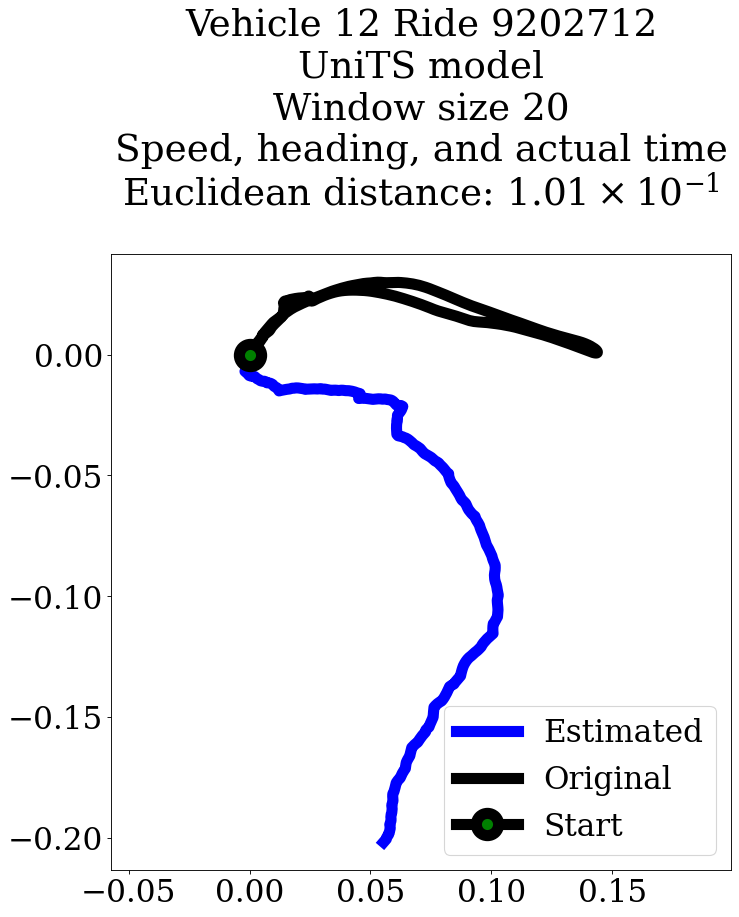 Vehicle 12 Ride 9202712
UniTS model
Window size 20
Speed, heading, and actual time
Euclidean distance: 1.01 × 10⁻¹
0.00
−0.05
−0.10
−0.15
−0.20
Estimated
Original
Start
−0.05 0.00 0.05 0.10 0.15